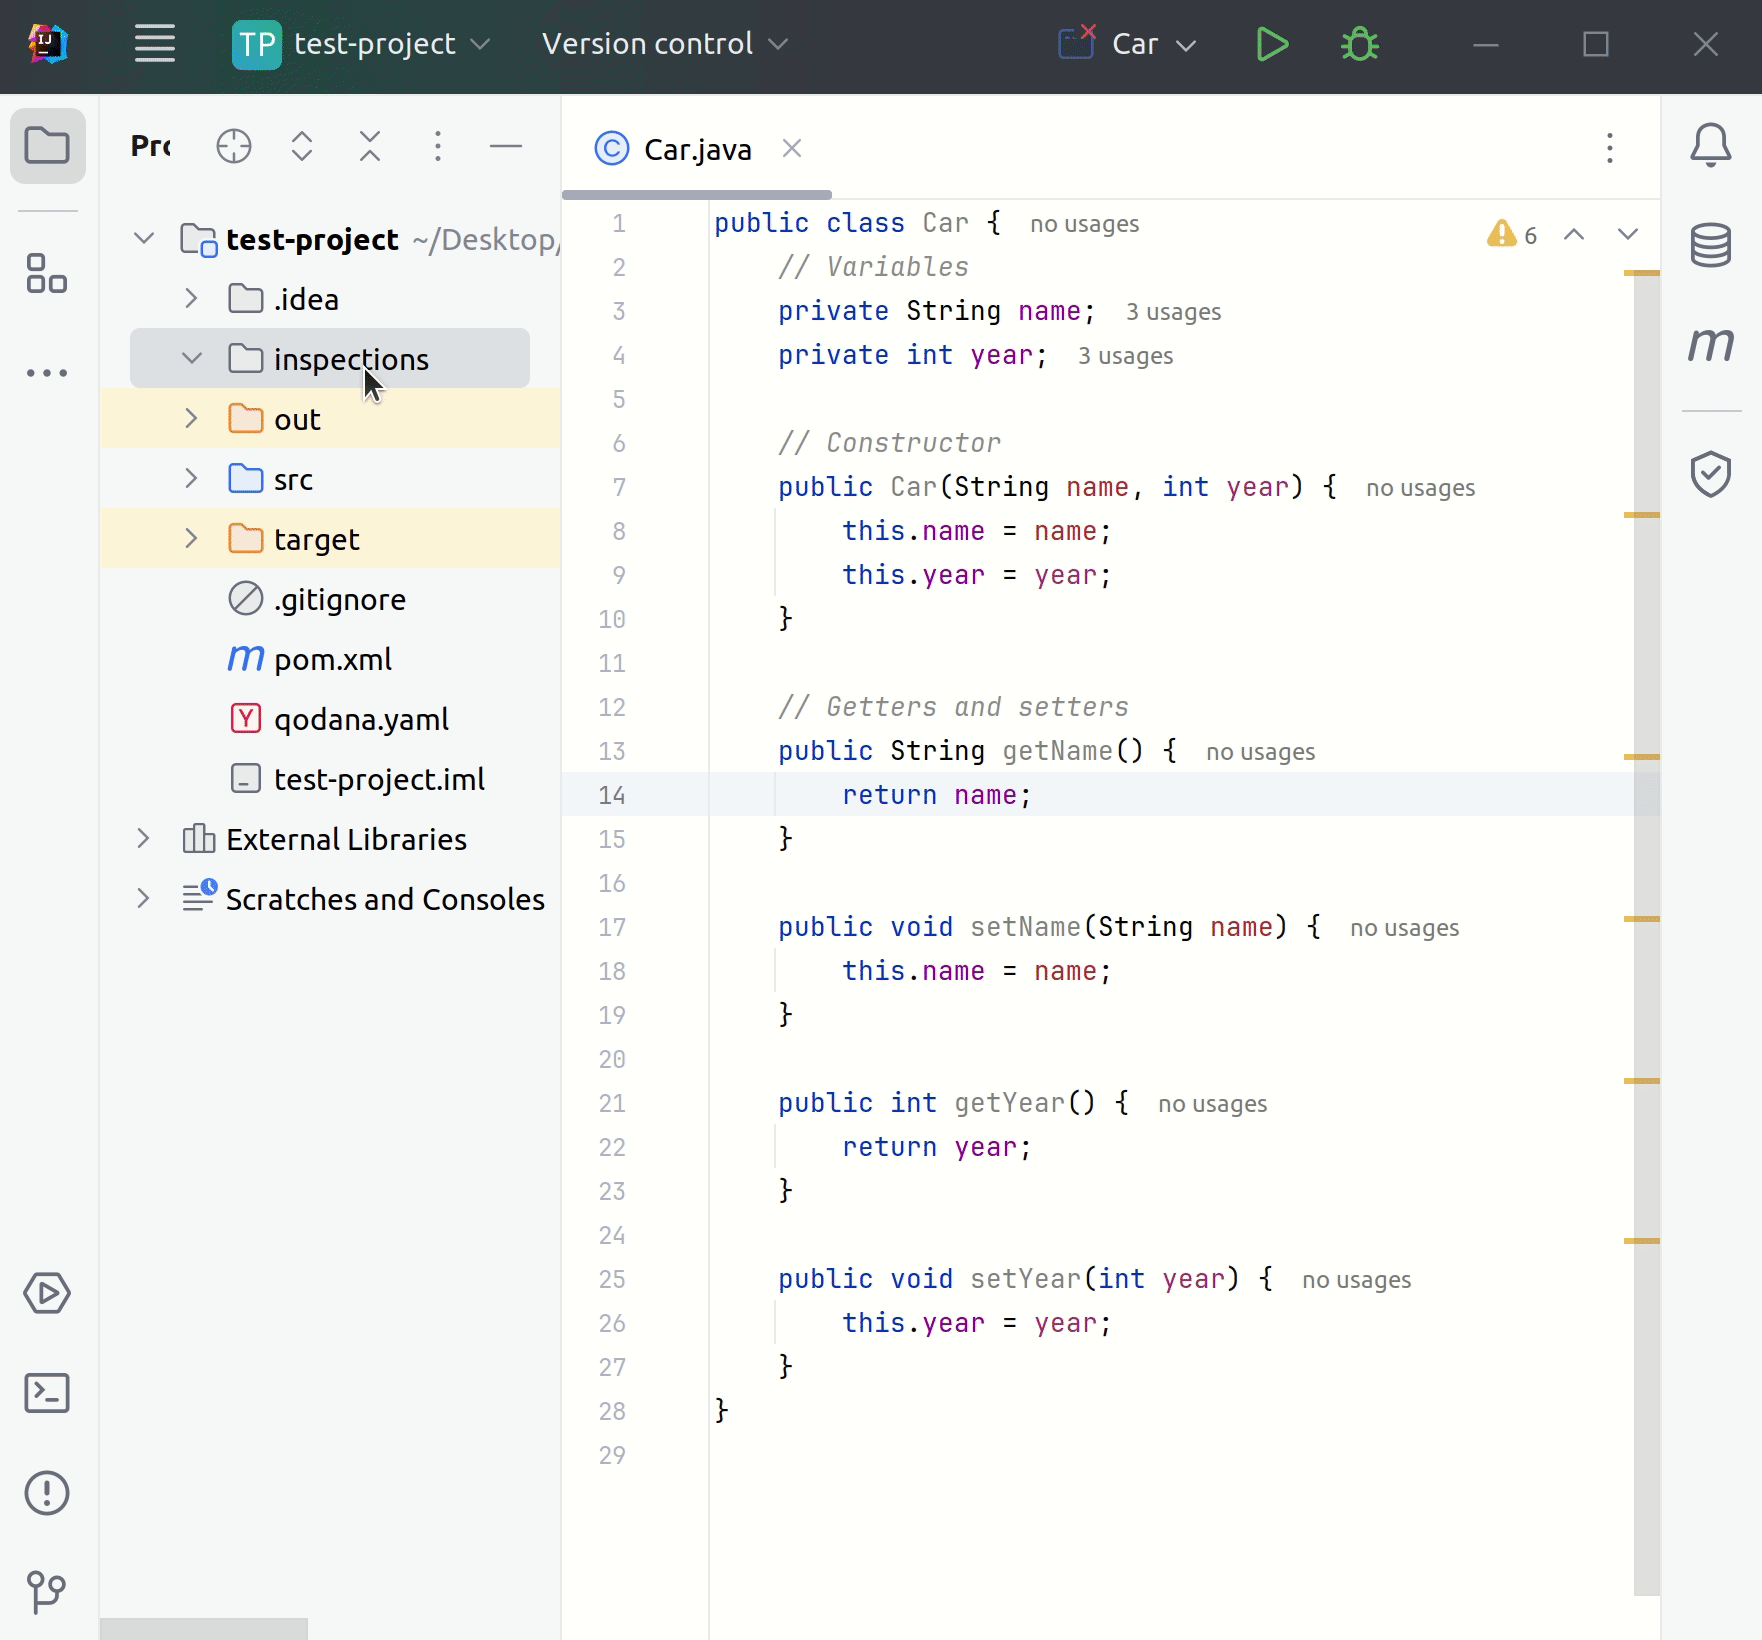 IJ
TP test-project Version control Car
Pro
test-project ~/Desktop/
.idea
inspections
out
src
target
.gitignore
pom.xml
Y qodana.yaml
test-project.iml
External Libraries
Scratches and Consoles
C Car.java
6
m
1 public class Car { no usages
2 // Variables
3 private String name; 3 usages
4 private int year; 3 usages
5
6 // Constructor
7 public Car(String name, int year) { no usages
8 this.name = name;
9 this.year = year;
10 }
11
12 // Getters and setters
13 public String getName() { no usages
14 return name;
15 }
16
17 public void setName(String name) { no usages
18 this.name = name;
19 }
20
21 public int getYear() { no usages
22 return year;
23 }
24
25 public void setYear(int year) { no usages
26 this.year = year;
27 }
28 }
29